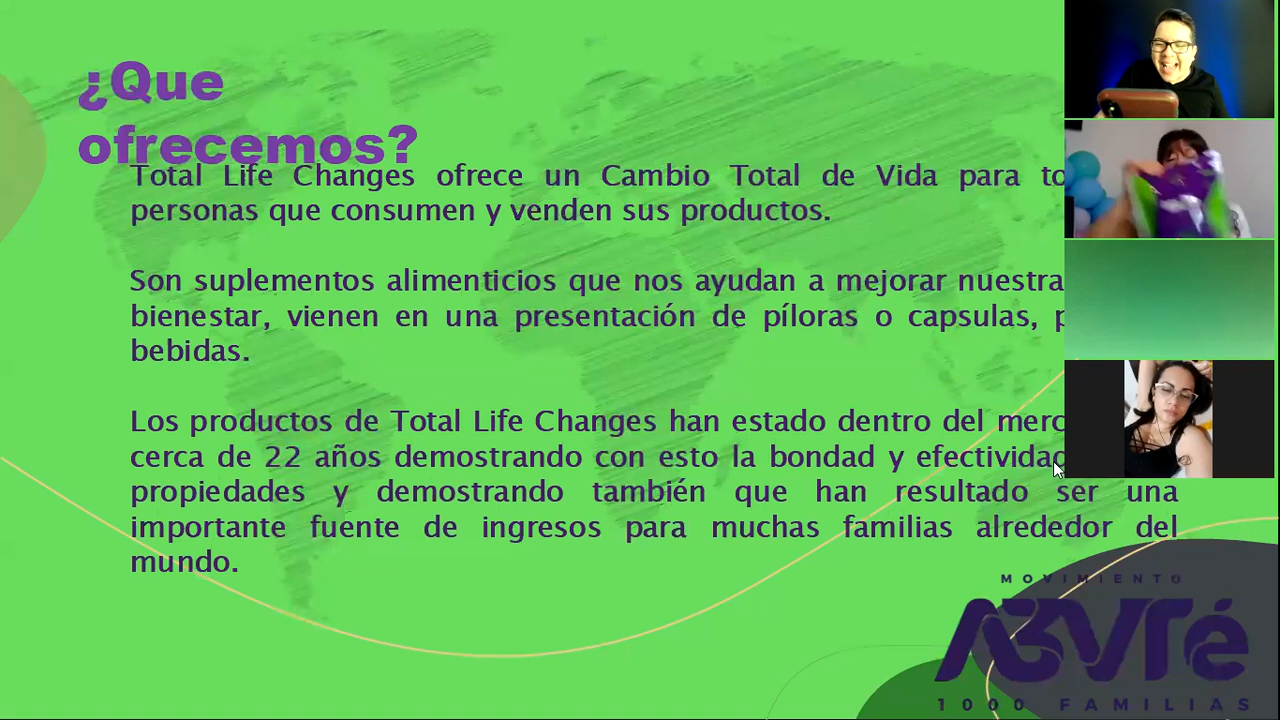 ¿Que
ofrecemos?
Total Life Changes ofrece un Cambio Total de Vida para
personas que consumen y venden sus productos.
Son suplementos alimenticios que nos ayudan a mejorar nuestra
bienestar, vienen en una presentación de píloras o capsulas,
bebidas.
Los productos de Total Life Changes han estado dentro del
cerca de 22 años demostrando con esto la bondad y
propiedades y demostrando también que han resultado ser una
importante fuente de ingresos para muchas familias alrededor del
mundo.
MOVIMIENTO
1000 FAMILIAS